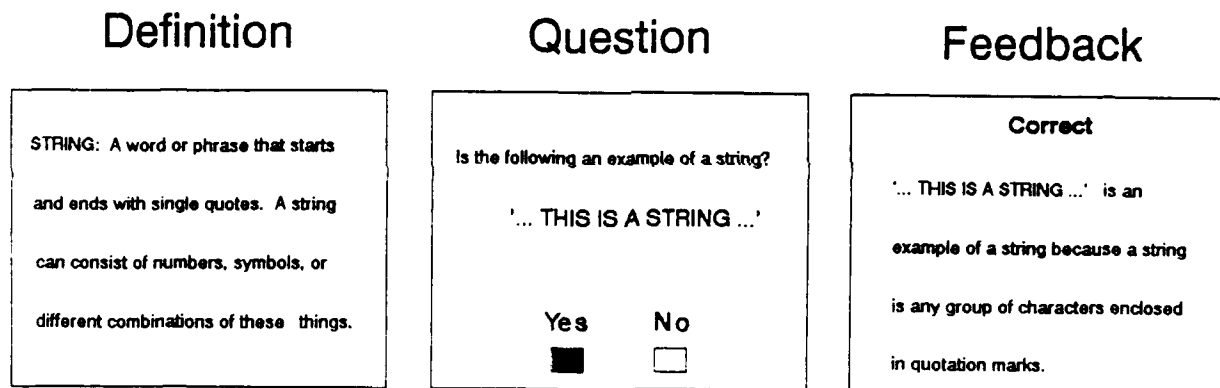 Definition
STRING: A word or phrase that starts
and ends with single quotes. A string
can consist of numbers, symbols, or
different combinations of these things.
Question
Is the following an example of a string?
'... THIS IS A STRING ...'
Yes No
Feedback
Correct
'... THIS IS A STRING ...' is an
example of a string because a string
is any group of characters enclosed
in quotation marks.